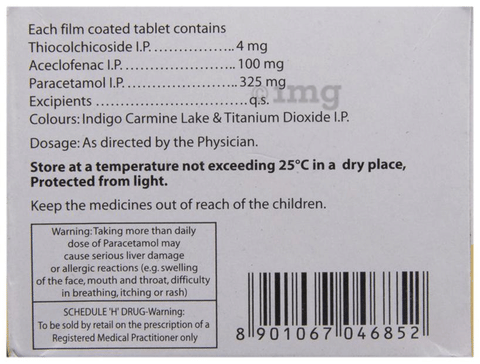 Each film coated tablet contains
Thiocolchicoside I.P. ................. 4 mg
Aceclofenac I.P. ....................... 100 mg
Paracetamol I.P. ....................... 325 mg
Excipients ............................ q.s.
Colours: Indigo Carmine Lake & Titanium Dioxide I.P.
Dosage: As directed by the Physician.
Store at a temperature not exceeding 25°C in a dry place,
Protected from light.
Keep the medicines out of reach of the children.
Warning: Taking more than daily
dose of Paracetamol may
cause serious liver damage
or allergic reactions (e.g. swelling
of the face, mouth and throat, difficulty
in breathing, itching or rash)
SCHEDULE 'H' DRUG-Warning:
To be sold by retail on the prescription of a
Registered Medical Practitioner only
8 901067 046852
1mg